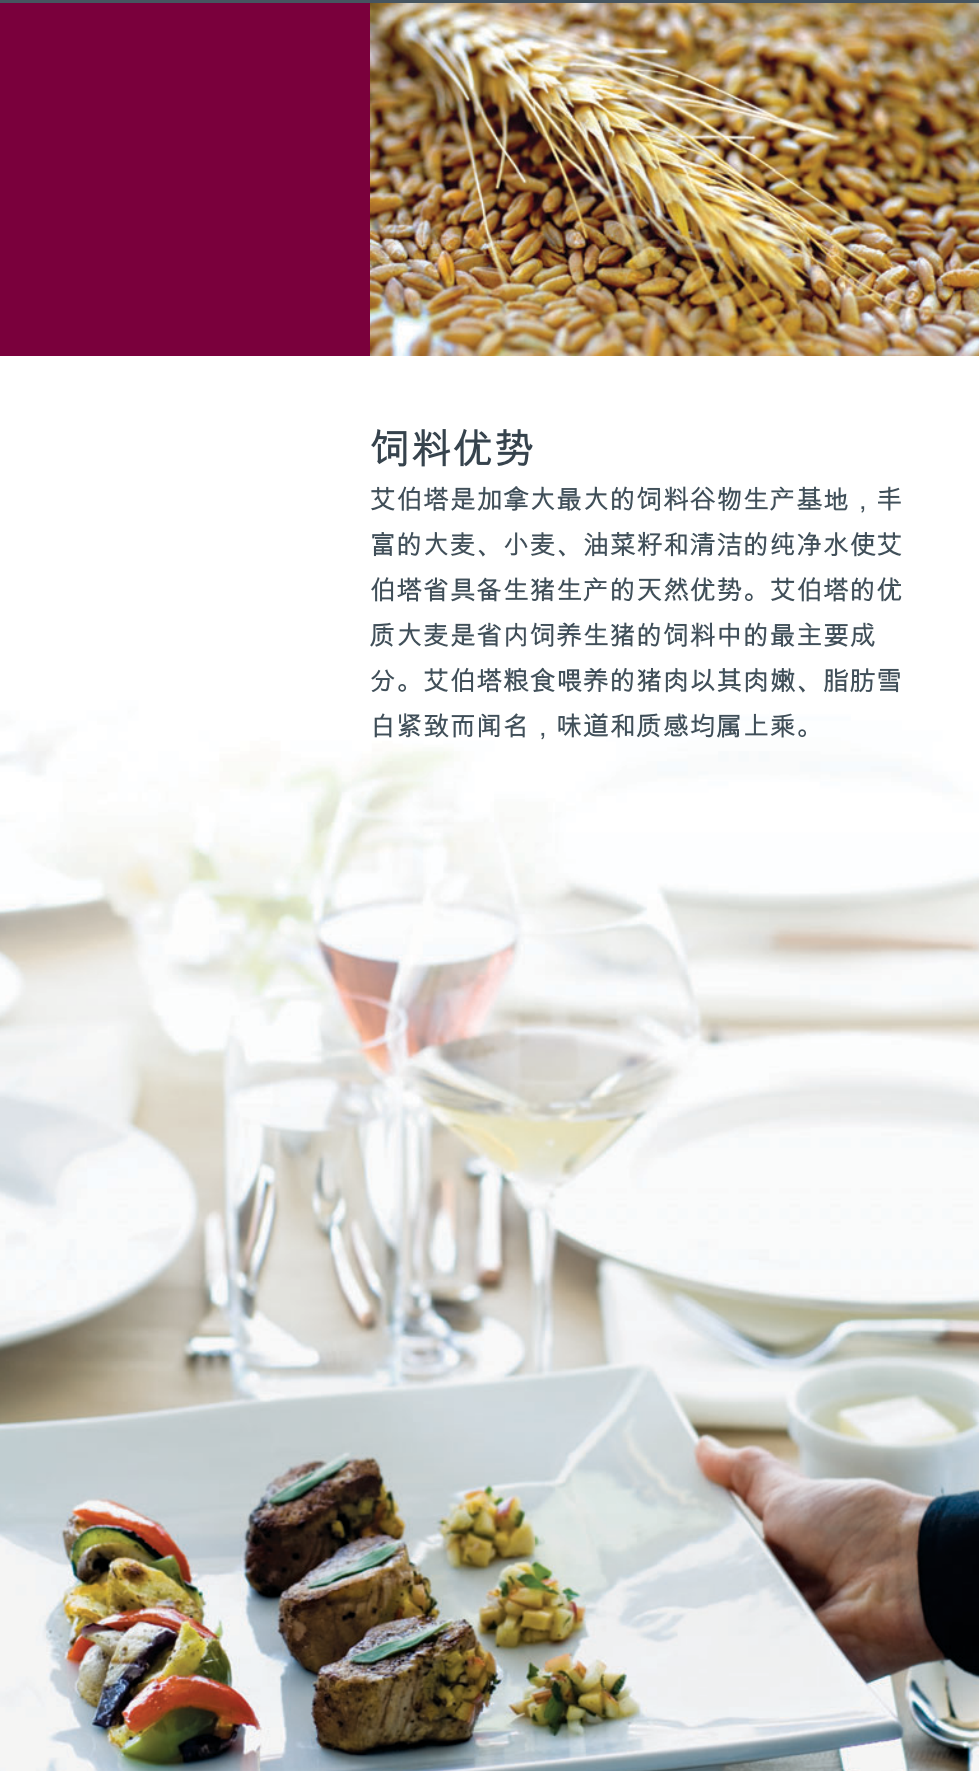 饲料优势
艾伯塔是加拿大最大的饲料谷物生产基地，丰
富的大麦、小麦、油菜籽和清洁的纯净水使艾
伯塔省具备生猪生产的天然优势。艾伯塔的优
质大麦是省内饲养生猪的饲料中的最主要成
分。艾伯塔粮食喂养的猪肉以其肉嫩、脂肪雪
白紧致而闻名，味道和质感均属上乘。